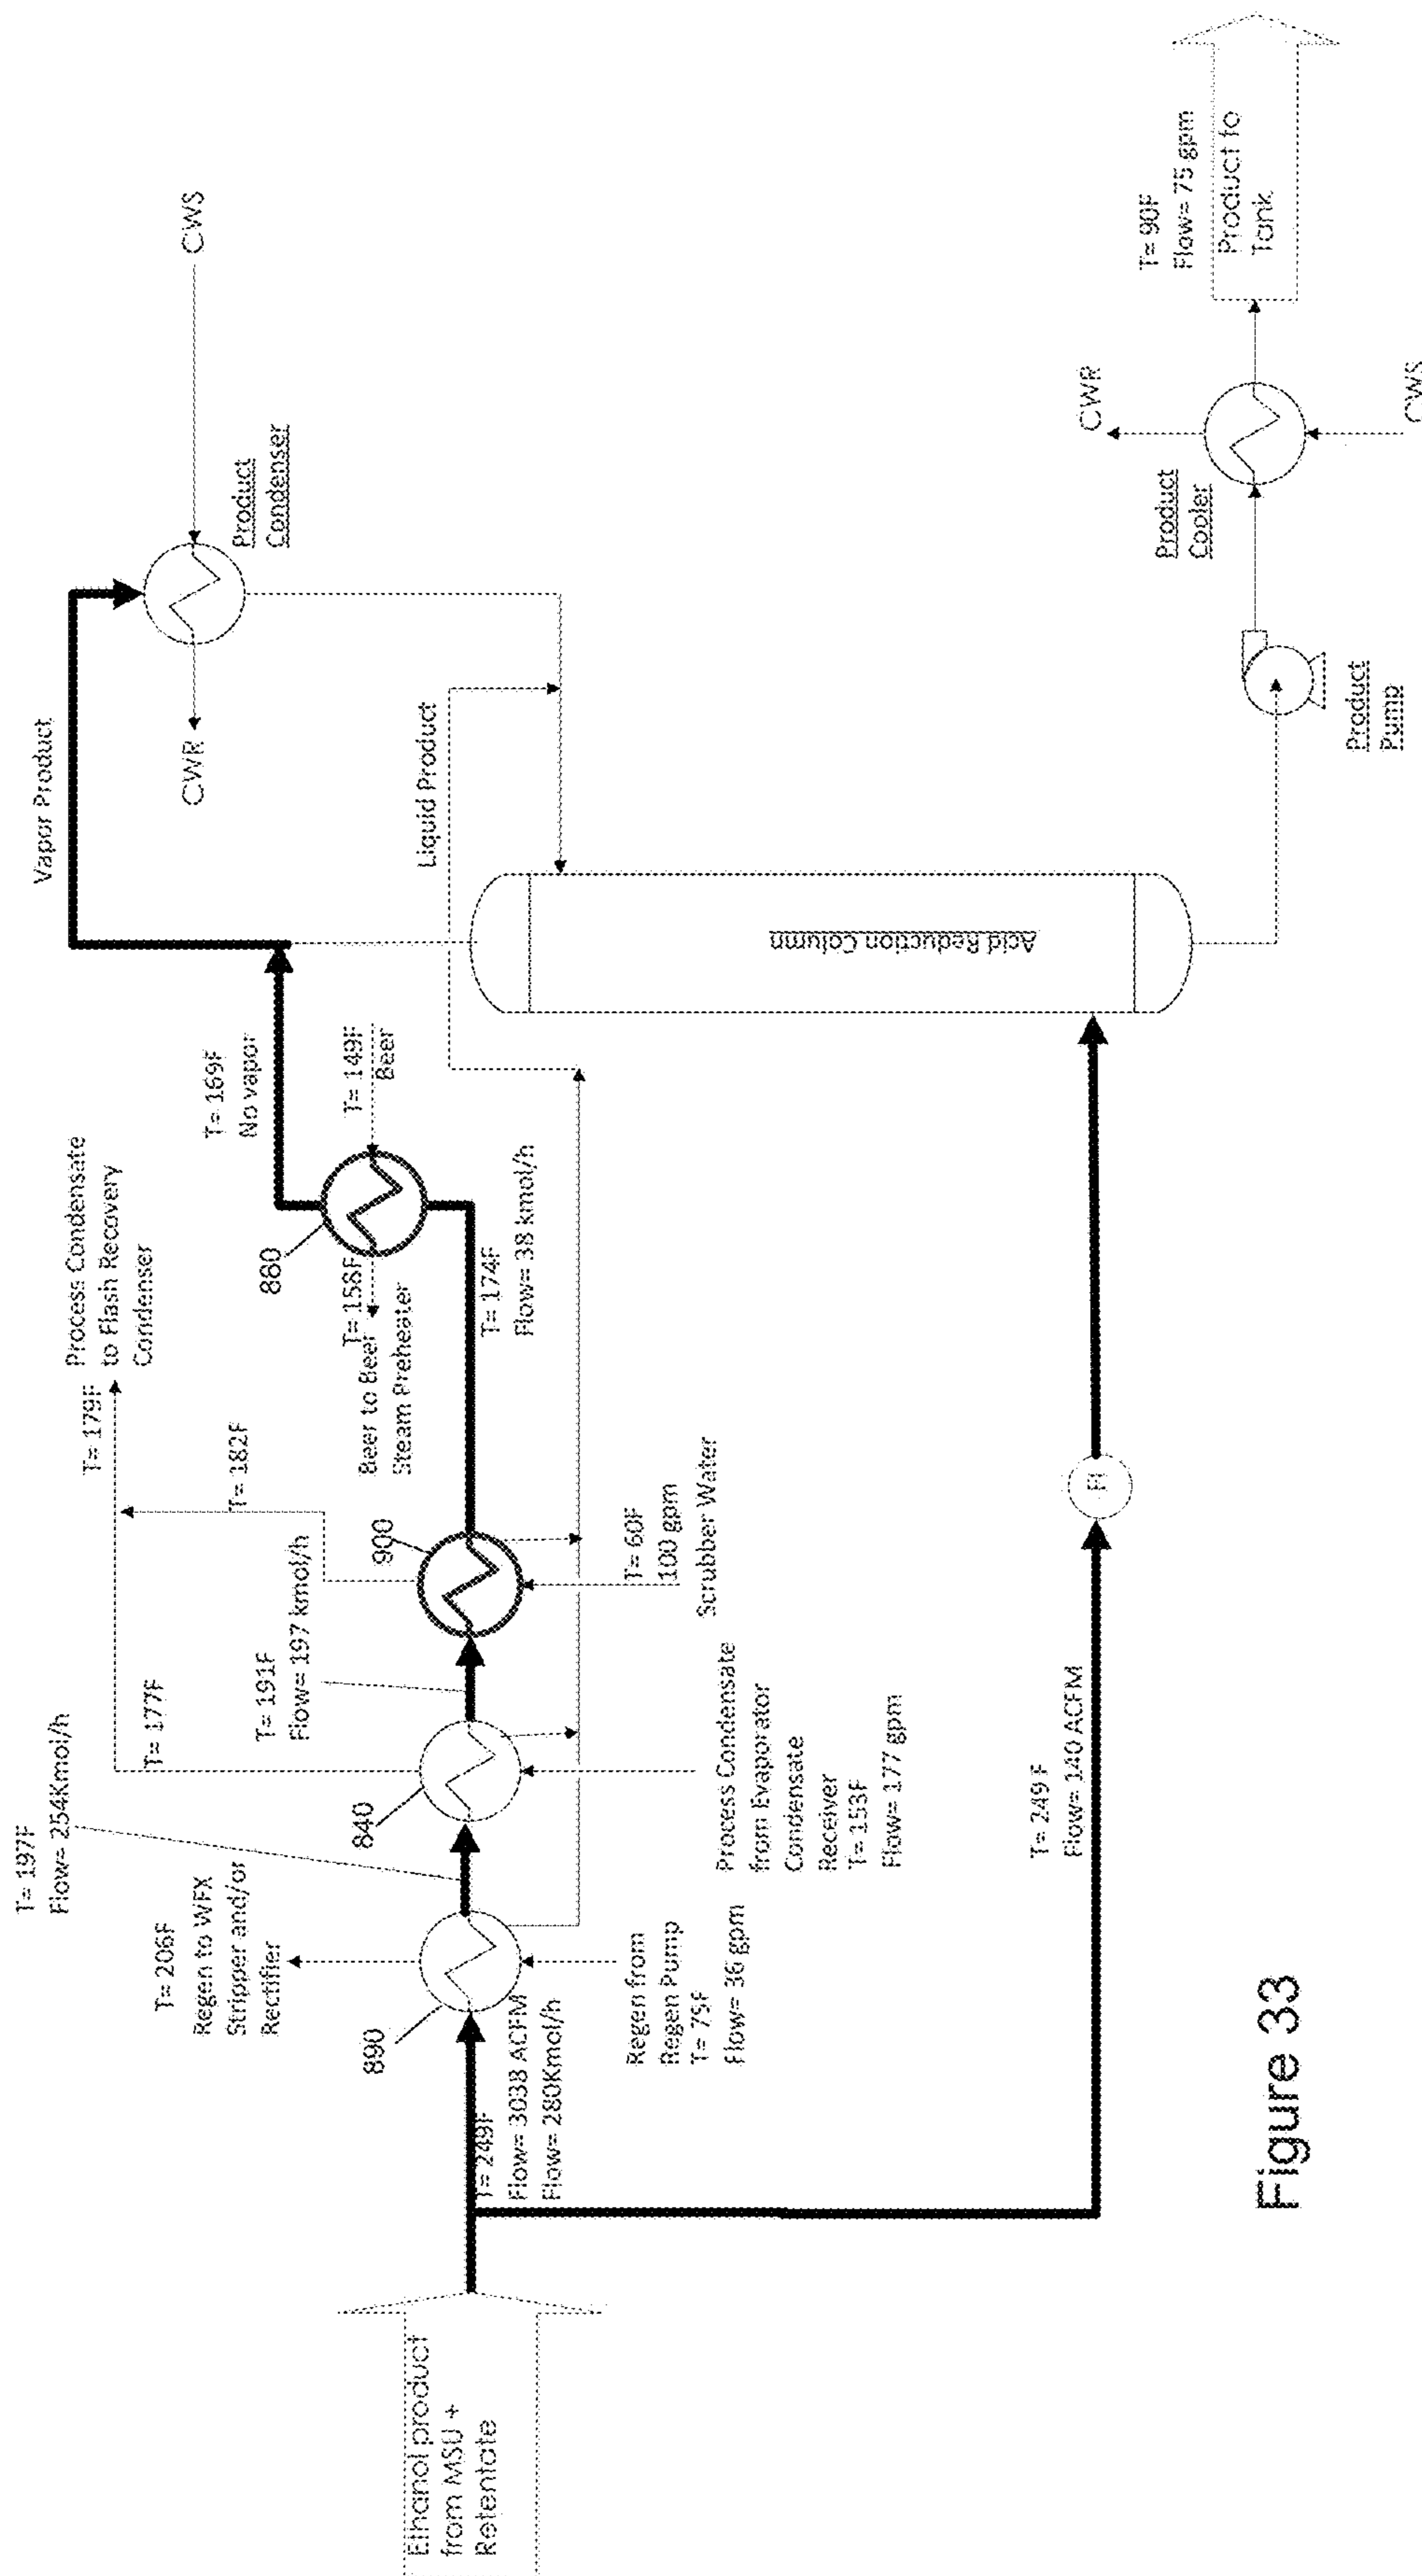 Ethanol product
from MSU +
Retentate
T= 249F
Flow= 3038 ACFM
Flow= 280Kmol/h
890
T= 206F
Regen to WFX
Stripper and/or
Rectifier
Regen from
Regen Pump
T= 75F
Flow= 36 gpm
T= 197F
Flow= 254Kmol/h
840
T= 177F
Process Condensate
from Evaporator
Condensate
Receiver
T= 153F
Flow= 177 gpm
T= 191F
Flow= 197 kmol/h
900
T= 182F
T= 60F
100 gpm
Scrubber Water
T= 179F
Process Condensate
to Flash Recovery
Condenser
T= 174F
Flow= 38 kmol/h
880
T= 158F
Beer to Beer
Steam Preheater
T= 149F
Beer
T= 169F
No vapor
Vapor Product
Liquid Product
CWR
CWS
Product
Condenser
Acid Reduction Column
T= 249 F
Flow= 140 ACFM
FI
Product
Pump
Product
Cooler
CWR
CWS
T= 90F
Flow= 75 gpm
Product to
Tank
Figure 33